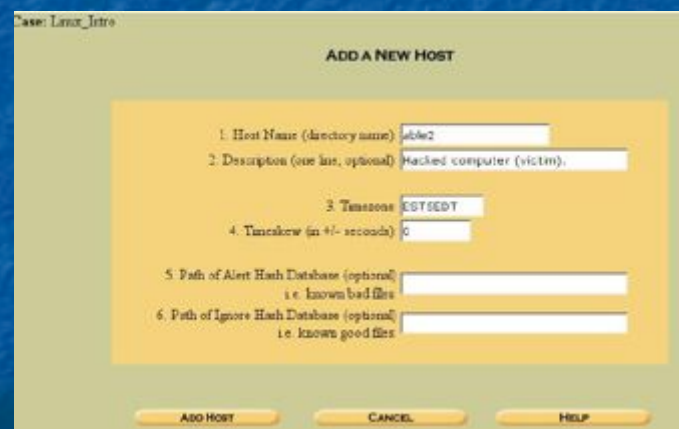 Case: Linux_Intro
ADD A NEW HOST
1. Host Name (directory name) able2
2. Description (one line, optional) Hacked computer (victim).
3. Timezone EST5EDT
4. Timeskew (in +/- seconds) 0
5. Path of Alert Hash Database (optional)
i.e. known bad files
6. Path of Ignore Hash Database (optional)
i.e. known good files
ADD HOST CANCEL HELP